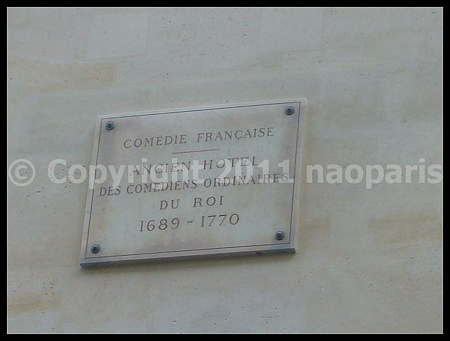 COMEDIE FRANÇAISE
ANCIEN HOTEL
DES COMEDIENS ORDINAIRES
DU ROI
1689 - 1770
© Copyright 2011 naoparis